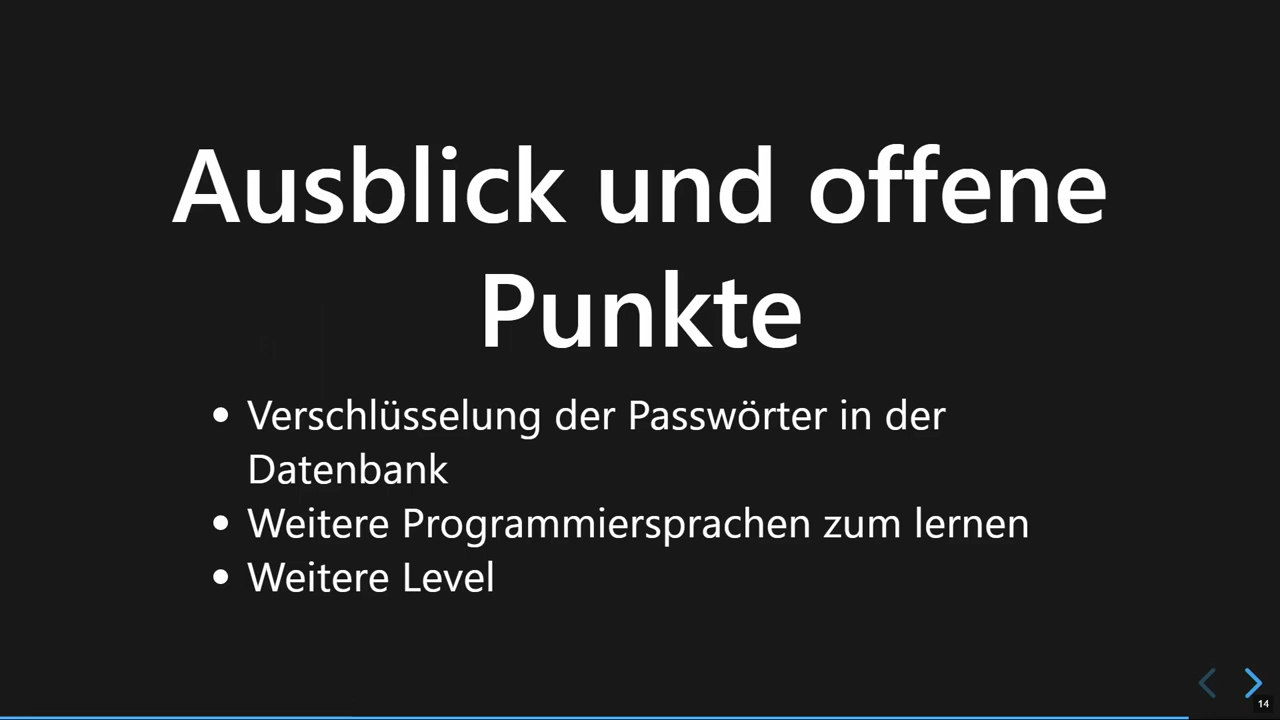 Ausblick und offene
Punkte
• Verschlüsselung der Passwörter in der
Datenbank
• Weitere Programmiersprachen zum lernen
• Weitere Level
14